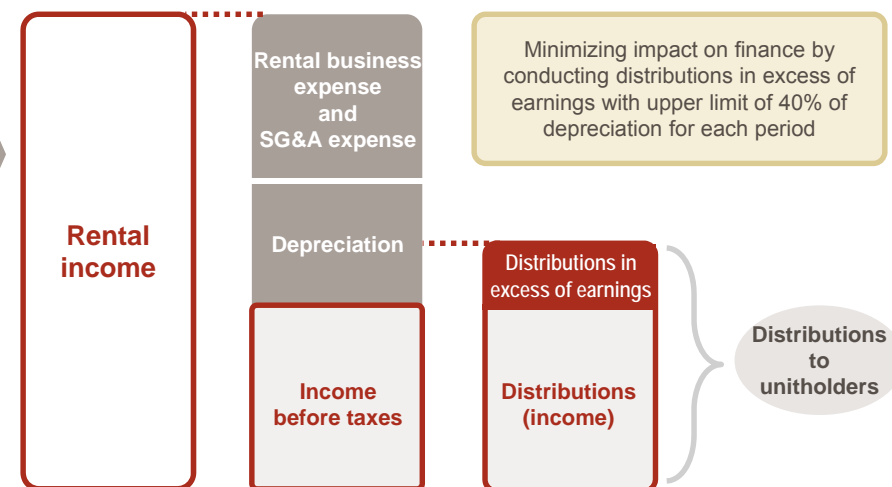 Rental
income
Rental business
expense
and
SG&A expense
Depreciation
Income
before taxes
Minimizing impact on finance by
conducting distributions in excess of
earnings with upper limit of 40% of
depreciation for each period
Distributions in
excess of earnings
Distributions
(income)
Distributions
to
unitholders